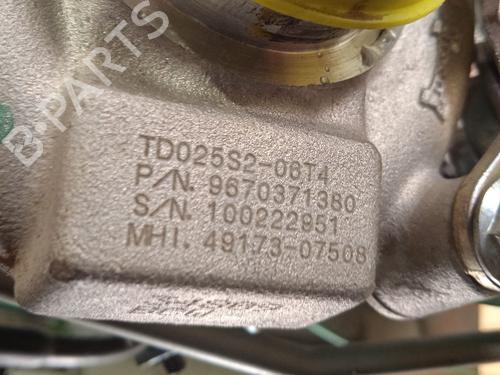 B-PARTS
TD025S2-06T4
P/N. 9670371380
S/N. 100222951
MHI. 49173-07508